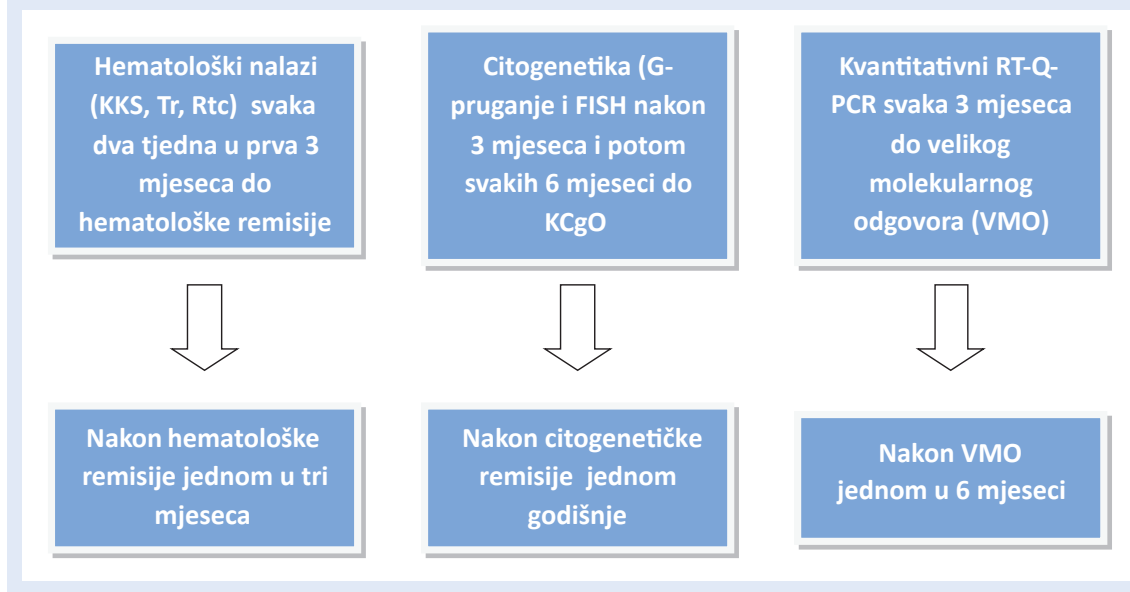 Hematološki nalazi
(KKS, Tr, Rtc) svaka
dva tjedna u prva 3
mjeseca do
hematološke remisije
Citogenetika (G-
pruganje i FISH nakon
3 mjeseca i potom
svakih 6 mjeseci do
KCgO
Kvantitativni RT-Q-
PCR svaka 3 mjeseca
do velikog
molekularnog
odgovora (VMO)
Nakon hematološke
remisije jednom u tri
mjeseca
Nakon citogenetičke
remisije jednom
godišnje
Nakon VMO
jednom u 6 mjeseci